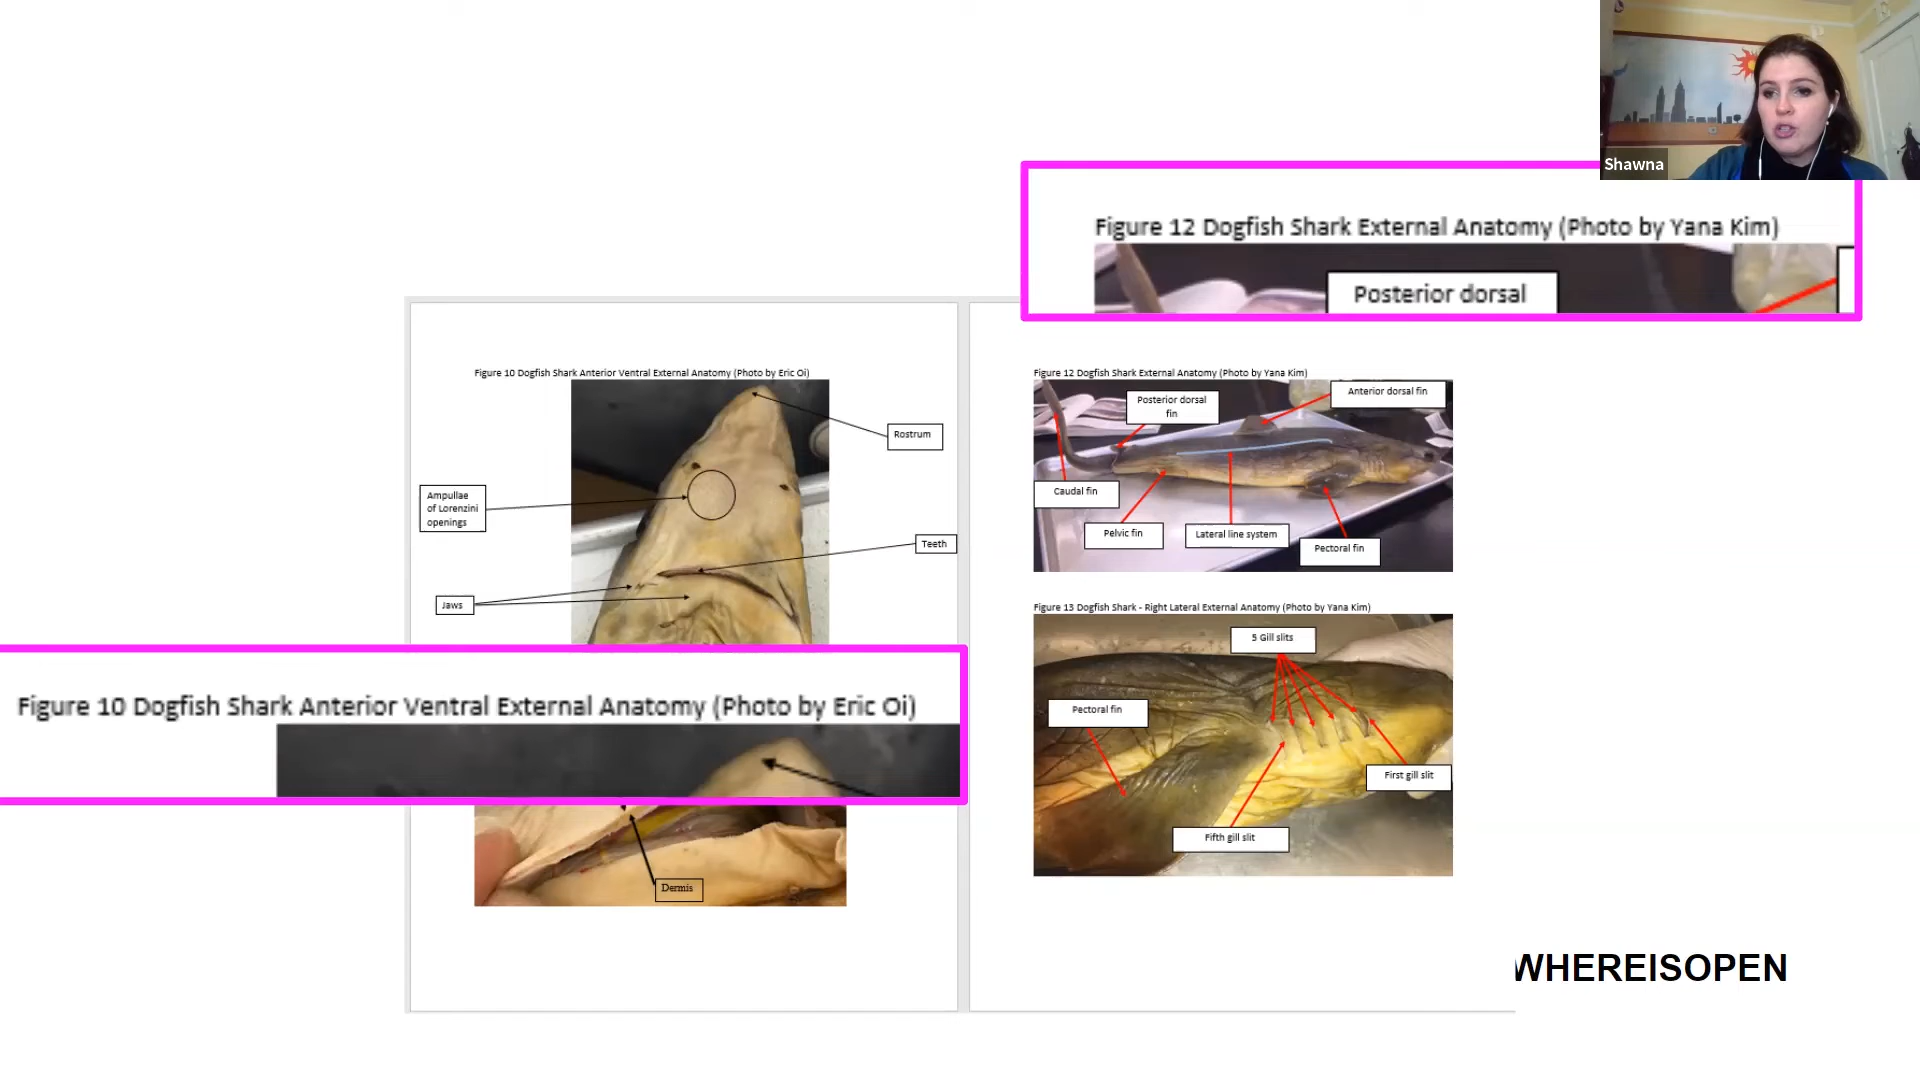 Shawna
Figure 12 Dogfish Shark External Anatomy (Photo by Yana Kim)
Posterior dorsal
Figure 10 Dogfish Shark Anterior Ventral External Anatomy (Photo by Eric Oi)
Rostrum
Ampullae
of Lorenzini
openings
Teeth
Jaws
Figure 10 Dogfish Shark Anterior Ventral External Anatomy (Photo by Eric Oi)
Dermis
Figure 12 Dogfish Shark External Anatomy (Photo by Yana Kim)
Posterior dorsal
fin
Anterior dorsal fin
Caudal fin
Pelvic fin
Lateral line system
Pectoral fin
Figure 13 Dogfish Shark - Right Lateral External Anatomy (Photo by Yana Kim)
5 Gill slits
Pectoral fin
First gill slit
Fifth gill slit
WHEREISOPEN